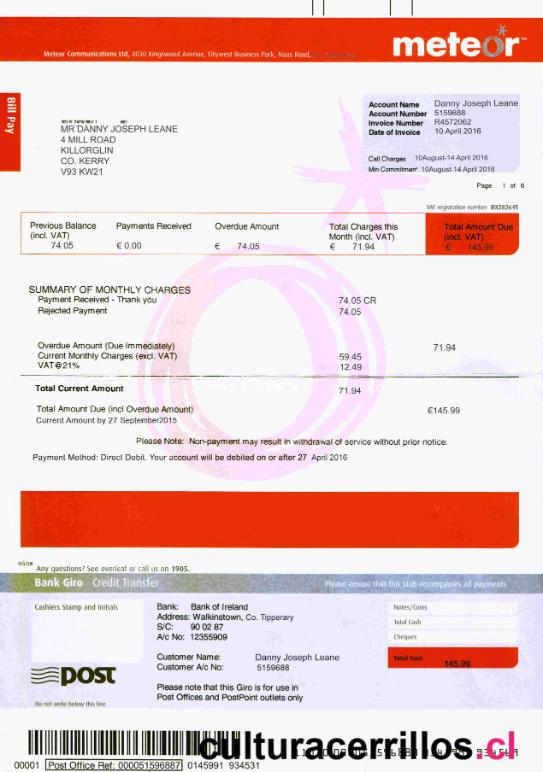 meteor
Meteor Communications Ltd, 4030 Kingswood Avenue, Citywest Business Park, Naas Road,
Bill Pay
MR DANNY JOSEPH LEANE
4 MILL ROAD
KILLORGLIN
CO. KERRY
V93 KW21
Account Name Danny Joseph Leane
Account Number 5159688
Invoice Number R4572062
Date of Invoice 10 April 2016
Call Charges 10August-14 April 2016
Min Commitment 10August-14 April 2016
Page 1 of 6
VAT registration number IE8282645
Previous Balance (incl. VAT) 74.05
Payments Received € 0.00
Overdue Amount € 74.05
Total Charges this Month (incl. VAT) € 71.94
Total Amount Due (incl. VAT) € 145.99
SUMMARY OF MONTHLY CHARGES
Payment Received - Thank you 74.05 CR
Rejected Payment 74.05
Overdue Amount (Due Immediately) 71.94
Current Monthly Charges (excl. VAT) 59.45
VAT@21% 12.49
Total Current Amount 71.94
Total Amount Due (incl Overdue Amount) €145.99
Current Amount by 27 September2015
Please Note: Non-payment may result in withdrawal of service without prior notice.
Payment Method: Direct Debit. Your account will be debited on or after 27 April 2016
Any questions? See overleaf or call us on 1905.
Bank Giro Credit Transfer Please ensure that this slip accompanies all payments
Cashiers Stamp and Initials
post
Do not write below this line
Bank: Bank of Ireland
Address: Walkinstown, Co. Tipperary
S/C: 90 02 87
A/c No: 12355909
Customer Name: Danny Joseph Leane
Customer A/c No: 5159688
Please note that this Giro is for use in
Post Offices and PostPoint outlets only
Notes/Coins
Total Cash
Cheques
Total Euro 145.99
culturacerrillos.cl
00001 Post Office Ref: 000051596887 0145991 934531